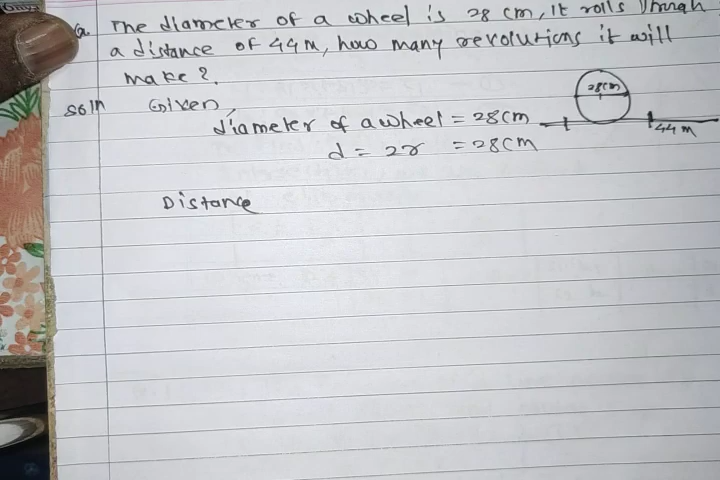 Q The diameter of a wheel is 28 cm, it rolls through
a distance of 44m, how many revolutions it will
make?
Soln Given,
diameter of a wheel = 28cm
d = 2r = 28cm
28cm
44 m
Distance